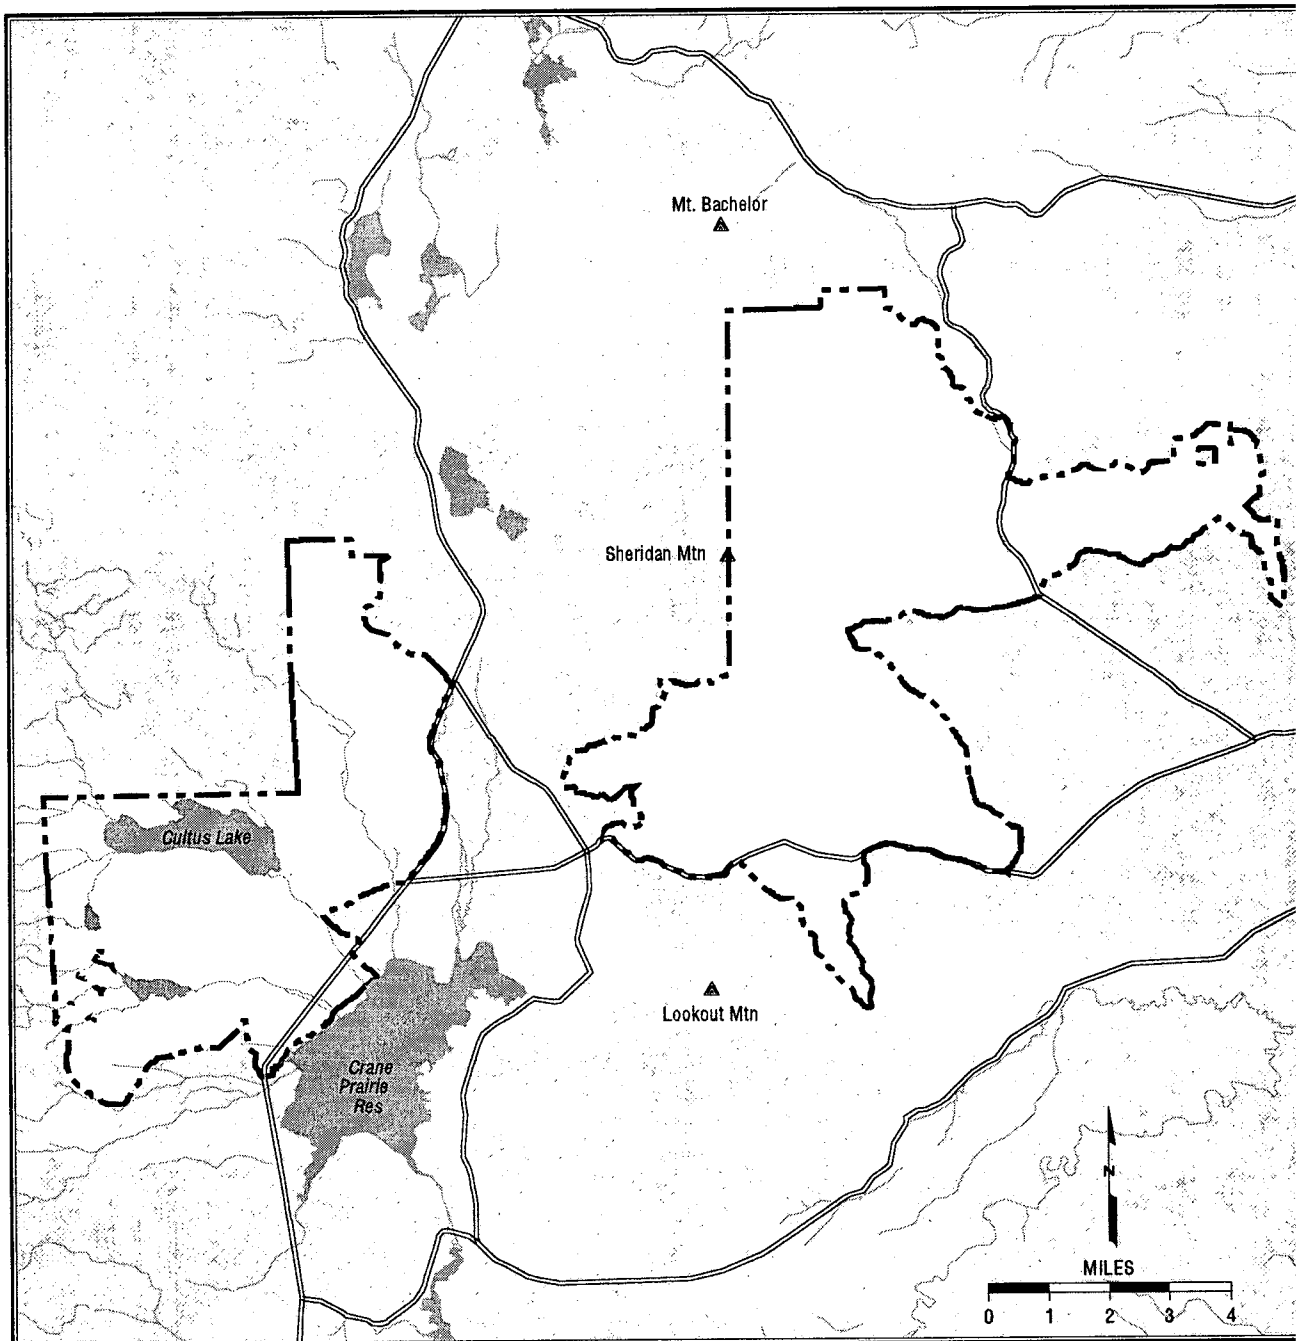 Mt. Bachelor
Sheridan Mtn
Cultus Lake
Lookout Mtn
Crane
Prairie
Res
N
MILES
0 1 2 3 4